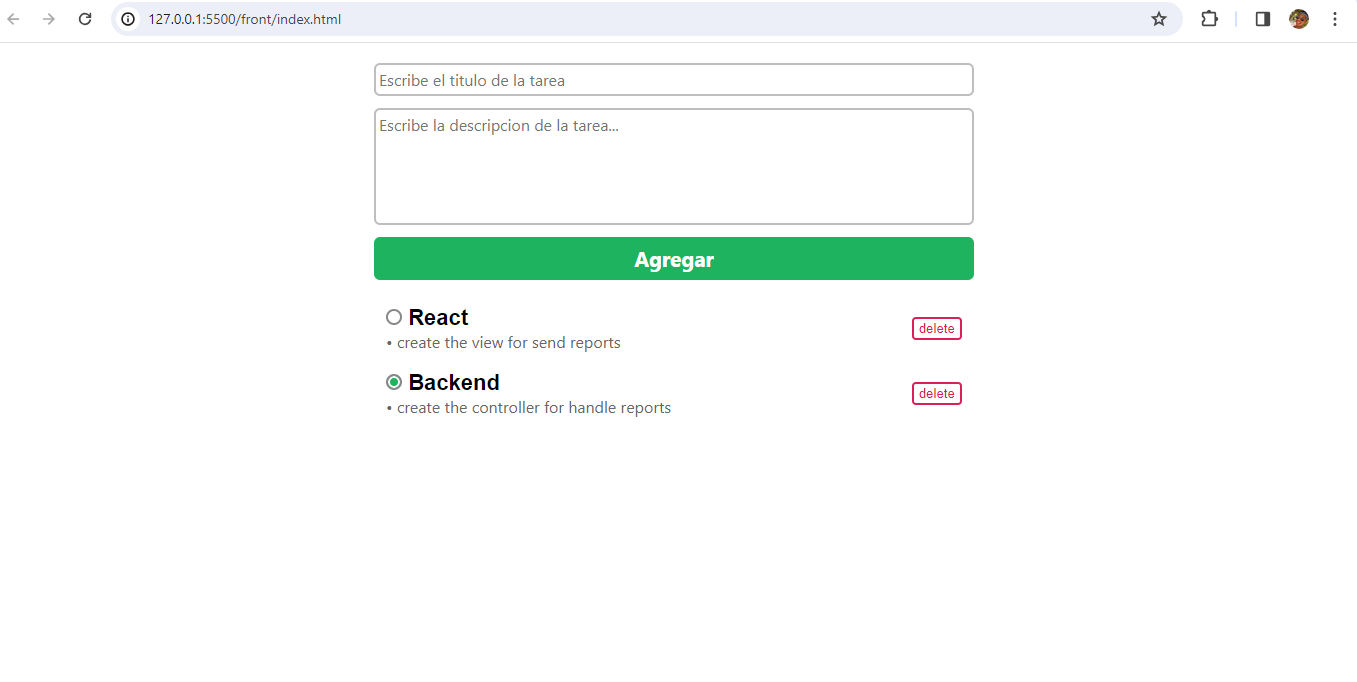 127.0.0.1:5500/front/index.html
Escribe el titulo de la tarea
Escribe la descripcion de la tarea...
Agregar
React
delete
• create the view for send reports
Backend
delete
• create the controller for handle reports